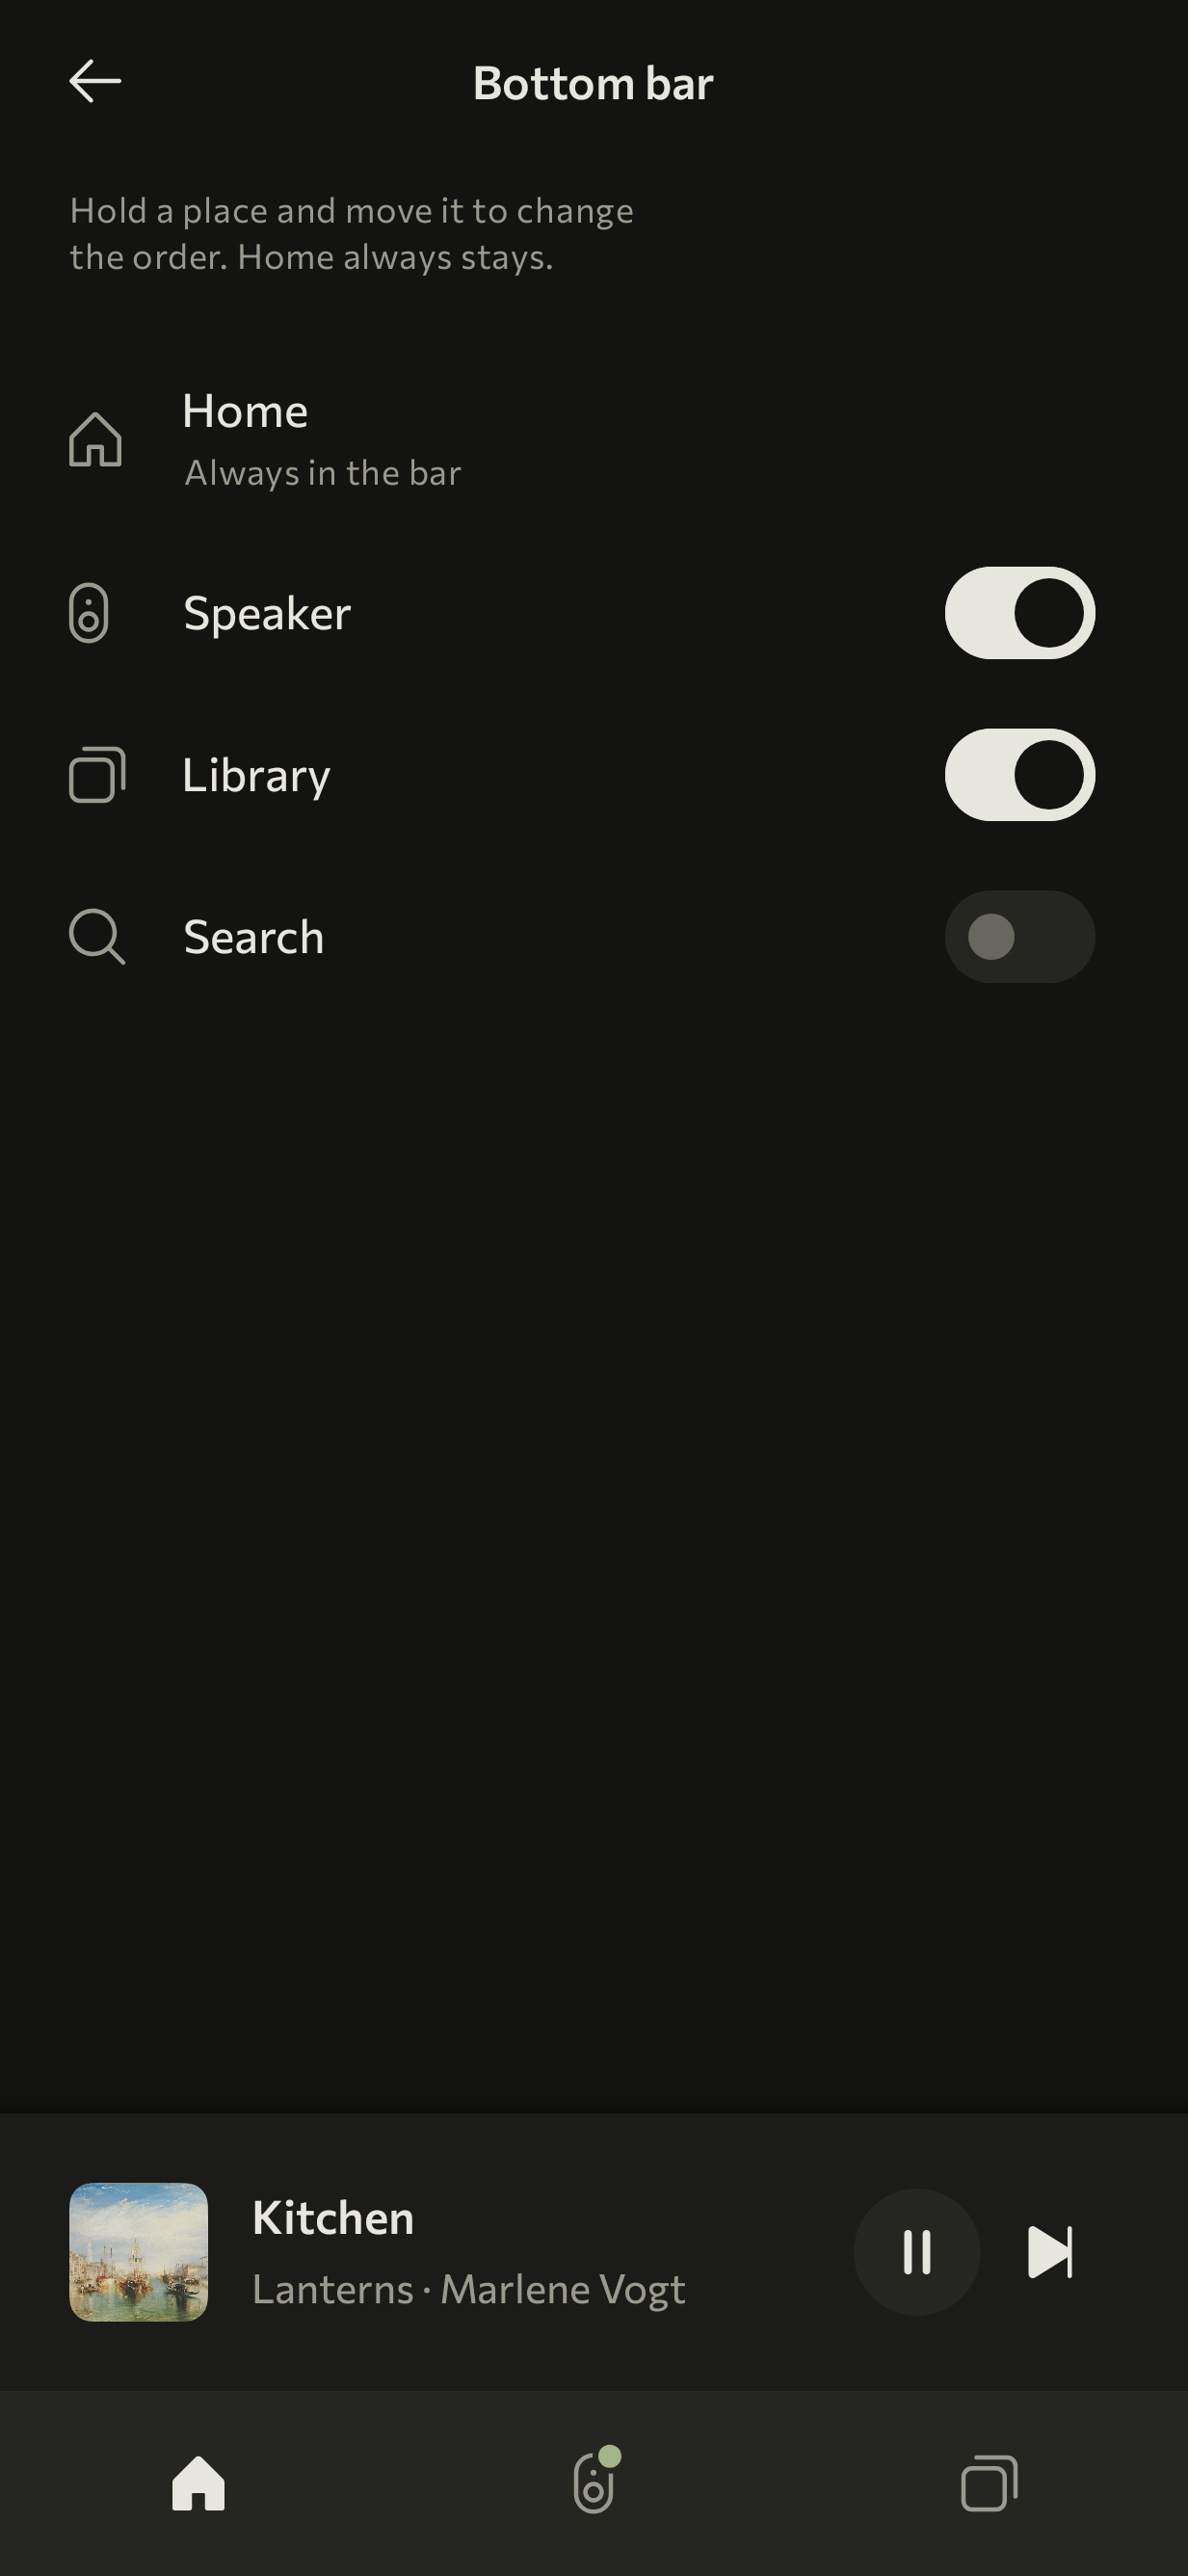 Bottom bar
Hold a place and move it to change
the order. Home always stays.
Home
Always in the bar
Speaker
Library
Search
Kitchen
Lanterns · Marlene Vogt